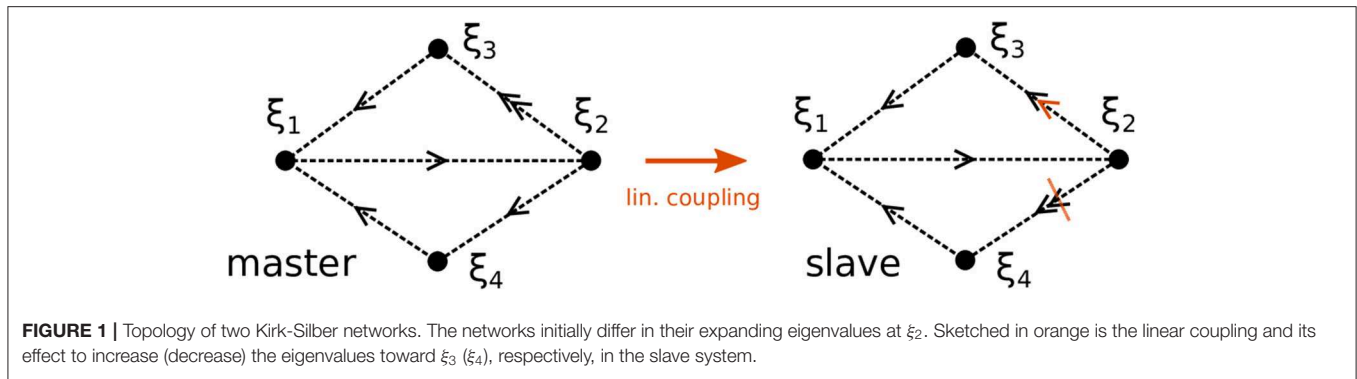 ξ3
ξ1
ξ2
ξ4
master
lin. coupling
ξ3
ξ1
ξ2
ξ4
slave
FIGURE 1 | Topology of two Kirk-Silber networks. The networks initially differ in their expanding eigenvalues at ξ2. Sketched in orange is the linear coupling and its
effect to increase (decrease) the eigenvalues toward ξ3 (ξ4), respectively, in the slave system.